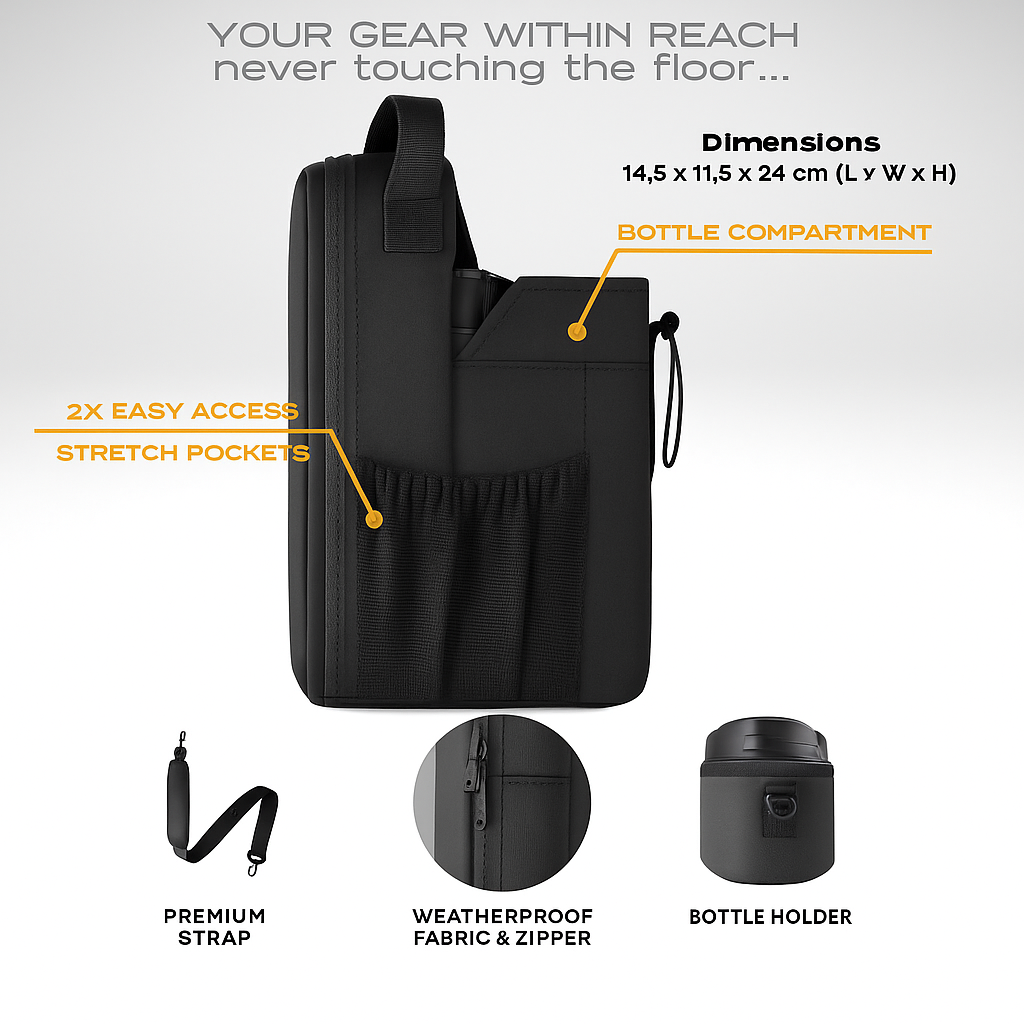 YOUR GEAR WITHIN REACH
never touching the floor...
Dimensions
14,5 x 11,5 x 24 cm (L x W x H)
BOTTLE COMPARTMENT
2X EASY ACCESS
STRETCH POCKETS
PREMIUM
STRAP
WEATHERPROOF
FABRIC & ZIPPER
BOTTLE HOLDER